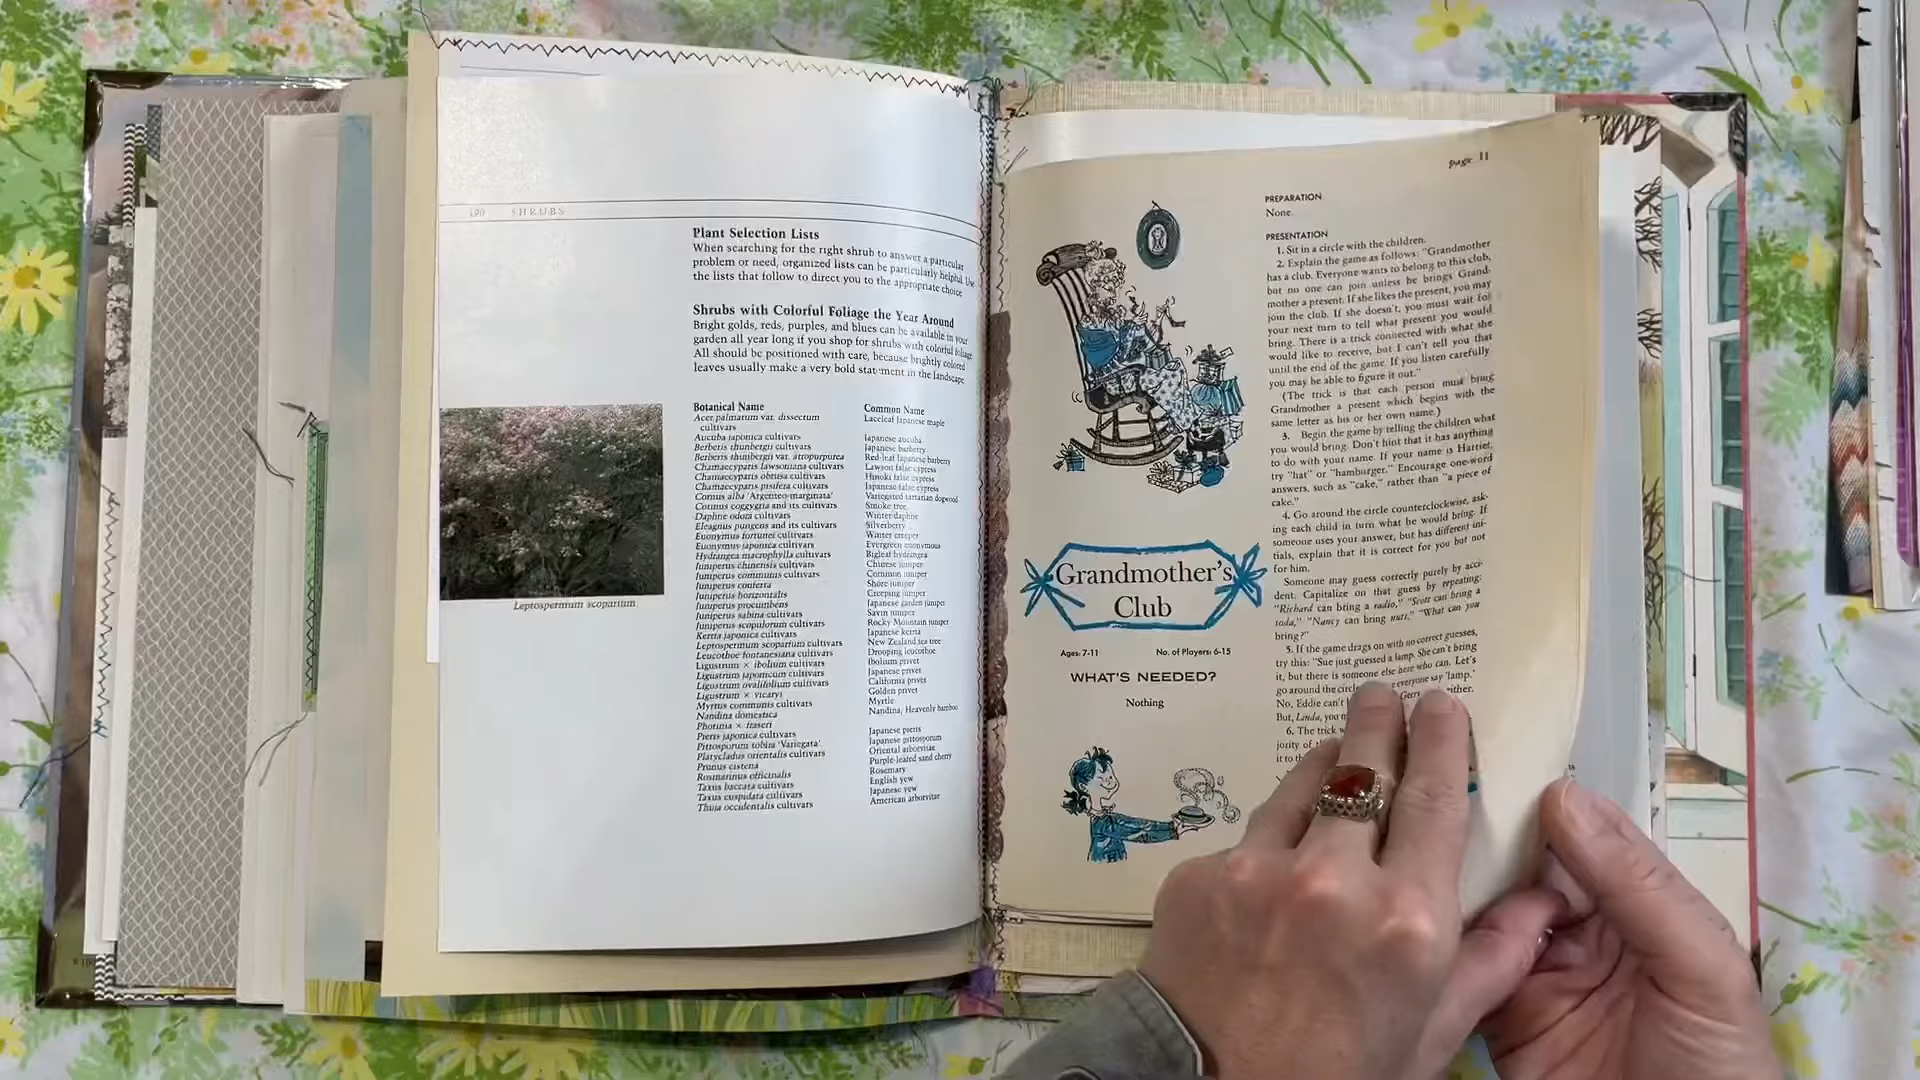 190 SHRUBS
Plant Selection Lists
When searching for the right shrub to answer a particular
problem or need, organized lists can be particularly helpful. Use
the lists that follow to direct you to the appropriate choice
Shrubs with Colorful Foliage the Year Around
Bright golds, reds, purples, and blues can be available in your
garden all year long if you shop for shrubs with colorful foliage
All should be positioned with care, because brightly colored
leaves usually make a very bold statement in the landscape
Botanical Name Common Name
Acer palmatum var. dissectum Laceleaf Japanese maple
cultivars
Aucuba japonica cultivars Japanese aucuba
Berberis thunbergii cultivars Japanese barberry
Berberis thunbergii var. atropurpurea Red-leaf Japanese barberry
Chamaecyparis lawsoniana cultivars Lawson false cypress
Chamaecyparis obtusa cultivars Hinoki false cypress
Chamaecyparis pisifera cultivars Japanese false cypress
Cornus alba 'Argenteo-marginata' Variegated tartarian dogwood
Cotinus coggygria and its cultivars Smoke tree
Daphne odora cultivars Winter daphne
Eleagnus pungens and its cultivars Silverberry
Euonymus fortunei cultivars Winter creeper
Euonymus japonica cultivars Evergreen euonymous
Hydrangea macrophylla cultivars Bigleaf hydrangea
Juniperus chinensis cultivars Chinese juniper
Juniperus communis cultivars Common juniper
Juniperus conferta Shore juniper
Juniperus horizontalis Creeping juniper
Juniperus procumbens Japanese garden juniper
Juniperus sabina cultivars Savin juniper
Juniperus scopulorum cultivars Rocky Mountain juniper
Kerria japonica cultivars Japanese kerria
Leptospermum scoparium cultivars New Zealand tea tree
Leucothoe fontanesiana cultivars Drooping leucothoe
Ligustrum × ibolium cultivars Ibolium privet
Ligustrum japonicum cultivars Japanese privet
Ligustrum ovalifolium cultivars California privet
Ligustrum × vicaryi Golden privet
Myrtus communis cultivars Myrtle
Nandina domestica Nandina, Heavenly bamboo
Photinia × fraseri
Pieris japonica cultivars Japanese pieris
Pittosporum tobira 'Variegata' Japanese pittosporum
Platycladus orientalis cultivars Oriental arborvitae
Prunus cistena Purple-leafed sand cherry
Rosmarinus officinalis Rosemary
Taxus baccata cultivars English yew
Taxus cuspidata cultivars Japanese yew
Thuja occidentalis cultivars American arborvitae
Leptospermum scoparium
page 11
Grandmother's
Club
Ages: 7-11 No. of Players: 6-15
WHAT'S NEEDED?
Nothing
PREPARATION
None.
PRESENTATION
1. Sit in a circle with the children.
2. Explain the game as follows: "Grandmother
has a club. Everyone wants to belong to this club,
but no one can join unless he brings Grand-
mother a present. If she likes the present, you may
join the club. If she doesn't, you must wait for
your next turn to tell what present you would
bring. There is a trick connected with what she
would like to receive, but I can't tell you that
until the end of the game. If you listen carefully
you may be able to figure it out."
(The trick is that each person must bring
Grandmother a present which begins with the
same letter as his or her own name.)
3. Begin the game by telling the children what
you would bring. Don't hint that it has anything
to do with your name. If your name is Harriet,
try "hat" or "hamburger." Encourage one-word
answers, such as "cake," rather than "a piece of
cake."
4. Go around the circle counterclockwise, ask-
ing each child in turn what he would bring. If
someone uses your answer, but has different ini-
tials, explain that it is correct for you but not
for him.
Someone may guess correctly purely by acci-
dent. Capitalize on that guess by repeating:
"Richard can bring a radio," "Scott can bring a
soda," "Nancy can bring nuts," "What can you
bring?"
5. If the game drags on with no correct guesses,
try this: "Sue just guessed a lamp. She can't bring
it, but there is someone else here who can. Let's
go around the circle everyone say 'lamp.'
No, Eddie can't Gerry either.
But, Linda, you
6. The trick
jority of
it to